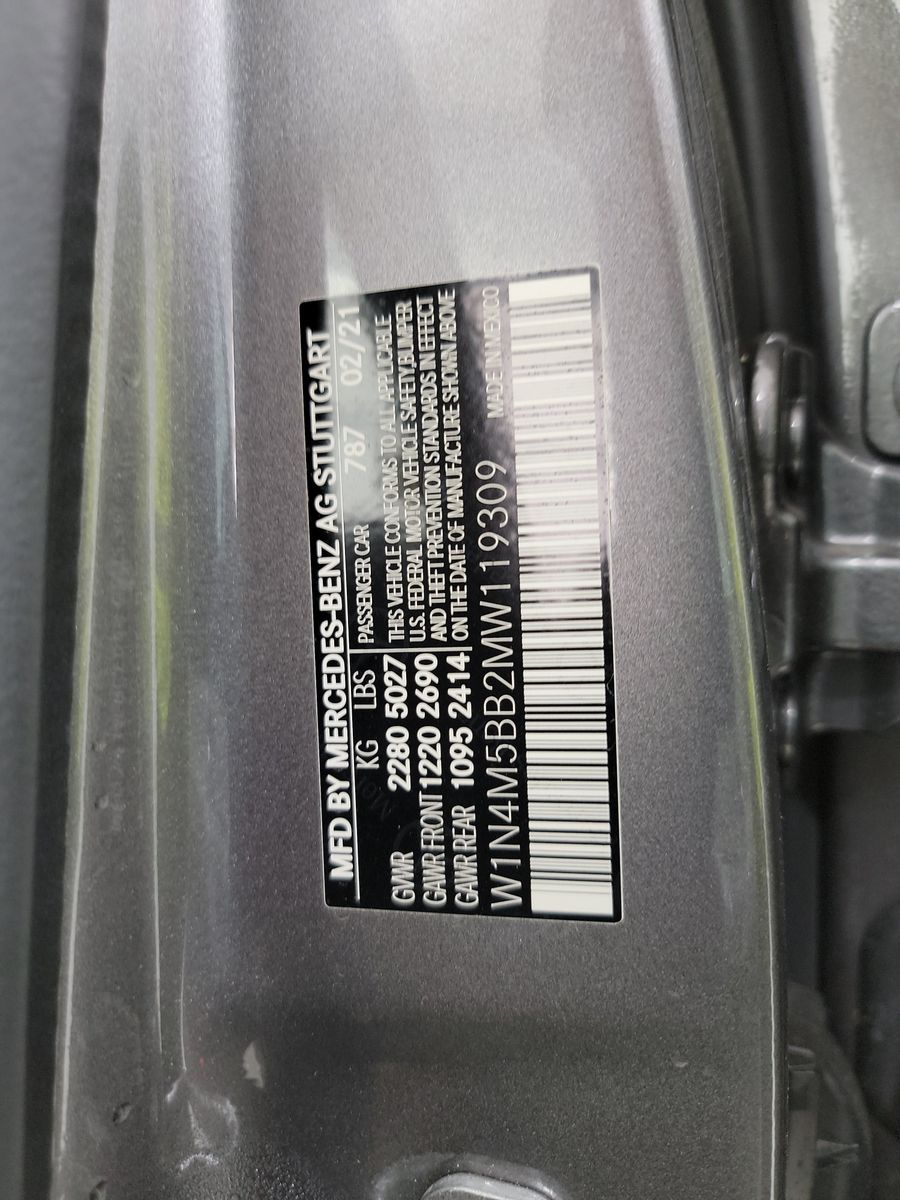 MFD BY MERCEDES-BENZ AG STUTTGART
KG LBS PASSENGER CAR 787 02/21
GVWR 2280 5027 THIS VEHICLE CONFORMS TO ALL APPLICABLE
GAWR FRONT 1220 2690 U.S. FEDERAL MOTOR VEHICLE SAFETY,BUMPER
GAWR REAR 1095 2414 AND THEFT PREVENTION STANDARDS IN EFFECT
ON THE DATE OF MANUFACTURE SHOWN ABOVE
W1N4M5BB2MW119309 MADE IN MEXICO